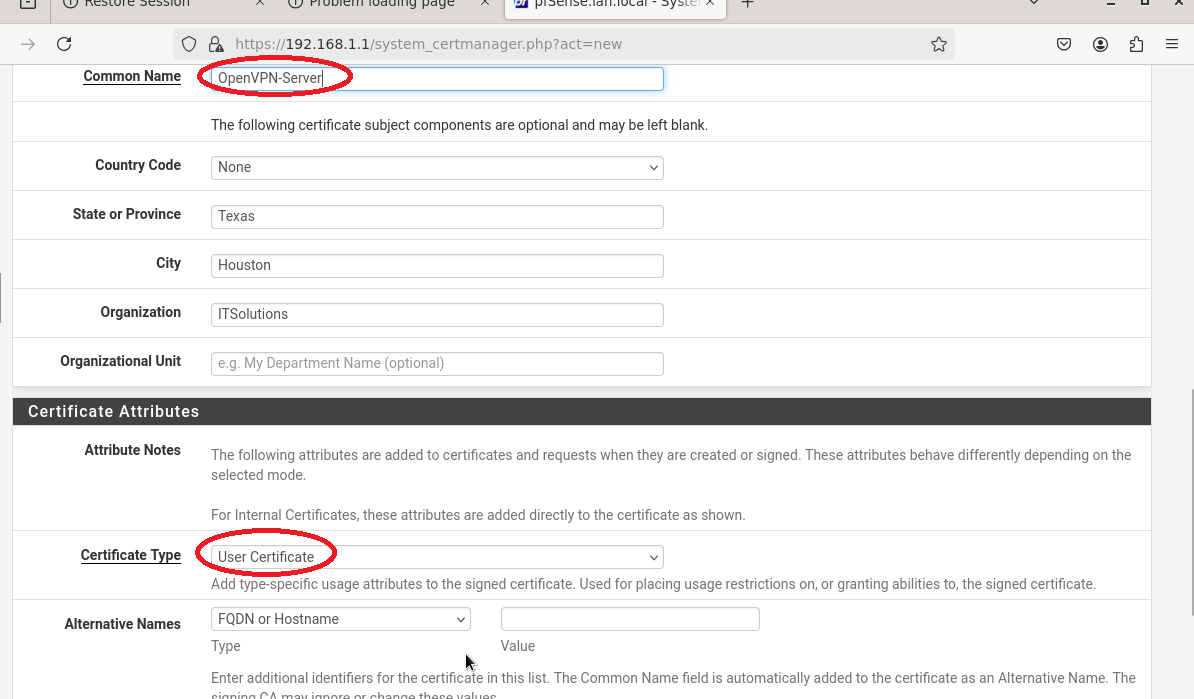 Restore Session
Problem loading page
pfSense.lan.local - Syste
https://192.168.1.1/system_certmanager.php?act=new
Common Name
OpenVPN-Server
The following certificate subject components are optional and may be left blank.
Country Code
None
State or Province
Texas
City
Houston
Organization
ITSolutions
Organizational Unit
e.g. My Department Name (optional)
Certificate Attributes
Attribute Notes
The following attributes are added to certificates and requests when they are created or signed. These attributes behave differently depending on the
selected mode.
For Internal Certificates, these attributes are added directly to the certificate as shown.
Certificate Type
User Certificate
Add type-specific usage attributes to the signed certificate. Used for placing usage restrictions on, or granting abilities to, the signed certificate.
Alternative Names
FQDN or Hostname
Type
Value
Enter additional identifiers for the certificate in this list. The Common Name field is automatically added to the certificate as an Alternative Name. The
signing CA may ignore or change these values.